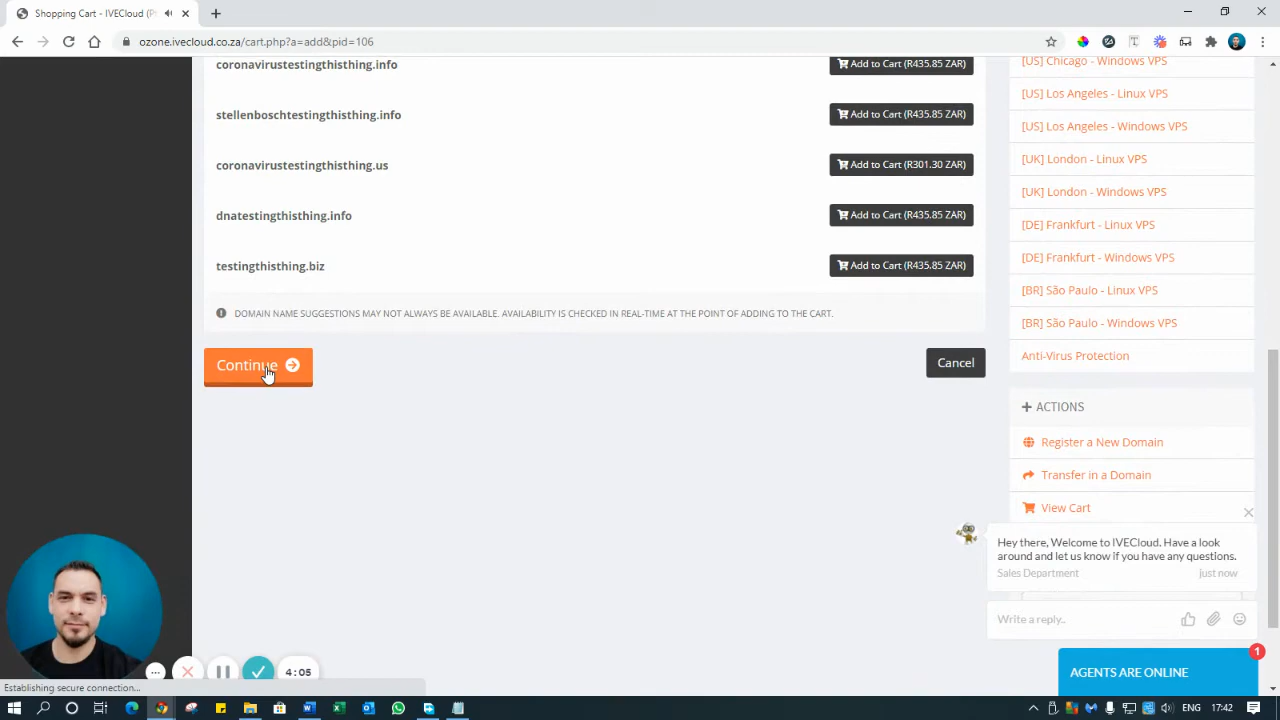 Shopping Cart - IVECloud (P
ozone.ivecloud.co.za/cart.php?a=add&pid=106
coronavirustestingthisthing.info
Add to Cart (R435.85 ZAR)
stellenboschtestingthisthing.info
Add to Cart (R435.85 ZAR)
coronavirustestingthisthing.us
Add to Cart (R301.30 ZAR)
dnatestingthisthing.info
Add to Cart (R435.85 ZAR)
testingthisthing.biz
Add to Cart (R435.85 ZAR)
DOMAIN NAME SUGGESTIONS MAY NOT ALWAYS BE AVAILABLE. AVAILABILITY IS CHECKED IN REAL-TIME AT THE POINT OF ADDING TO THE CART.
Continue
Cancel
[US] Chicago - Windows VPS
[US] Los Angeles - Linux VPS
[US] Los Angeles - Windows VPS
[UK] London - Linux VPS
[UK] London - Windows VPS
[DE] Frankfurt - Linux VPS
[DE] Frankfurt - Windows VPS
[BR] São Paulo - Linux VPS
[BR] São Paulo - Windows VPS
Anti-Virus Protection
ACTIONS
Register a New Domain
Transfer in a Domain
View Cart
Hey there, Welcome to IVECloud. Have a look
around and let us know if you have any questions.
Sales Department
just now
Write a reply..
1
AGENTS ARE ONLINE
4:05
Establishing secure connection...
ENG
17:42